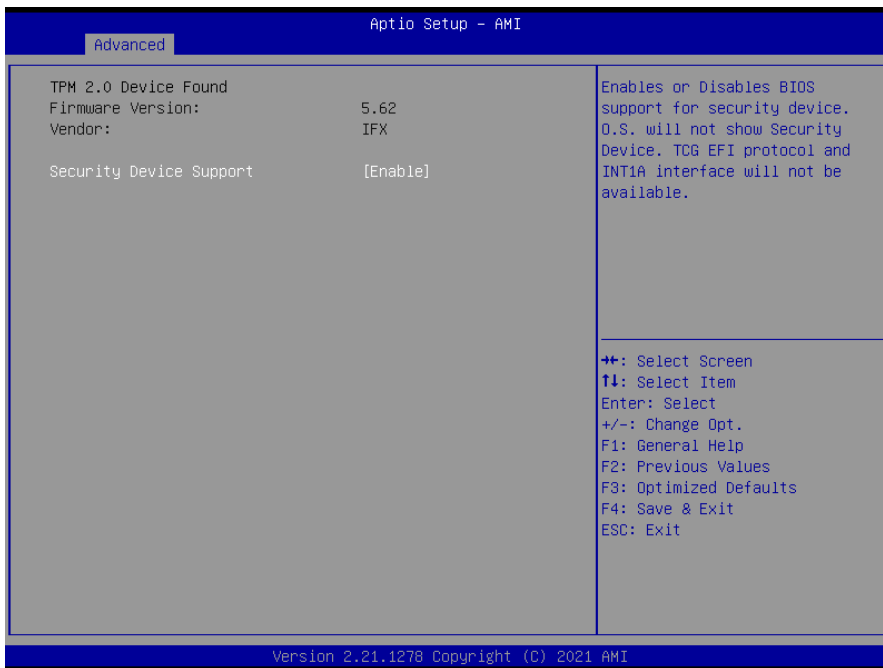 Aptio Setup – AMI
Advanced
TPM 2.0 Device Found
Firmware Version: 5.62
Vendor: IFX
Security Device Support [Enable]
Enables or Disables BIOS
support for security device.
O.S. will not show Security
Device. TCG EFI protocol and
INT1A interface will not be
available.
→←: Select Screen
↑↓: Select Item
Enter: Select
+/-: Change Opt.
F1: General Help
F2: Previous Values
F3: Optimized Defaults
F4: Save & Exit
ESC: Exit
Version 2.21.1278 Copyright (C) 2021 AMI